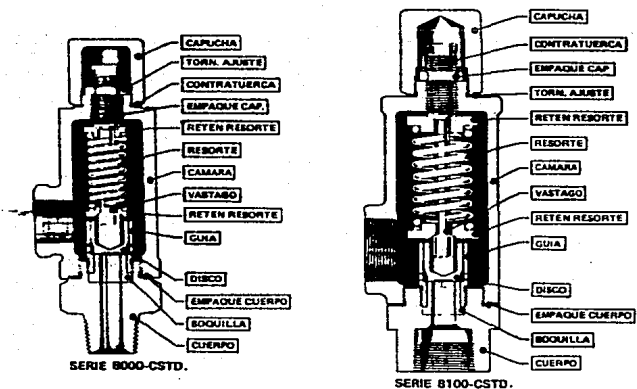 CAPUCHA
TORN. AJUSTE
CONTRATUERCA
EMPAQUE CAP.
RETEN RESORTE
RESORTE
CAMARA
VASTAGO
RETEN RESORTE
GUIA
DISCO
EMPAQUE CUERPO
BOQUILLA
CUERPO
SERIE 8000-CSTD.
CAPUCHA
CONTRATUERCA
EMPAQUE CAP.
TORN. AJUSTE
RETEN RESORTE
RESORTE
CAMARA
VASTAGO
RETEN RESORTE
GUIA
DISCO
EMPAQUE CUERPO
BOQUILLA
CUERPO
SERIE 8100-CSTD.